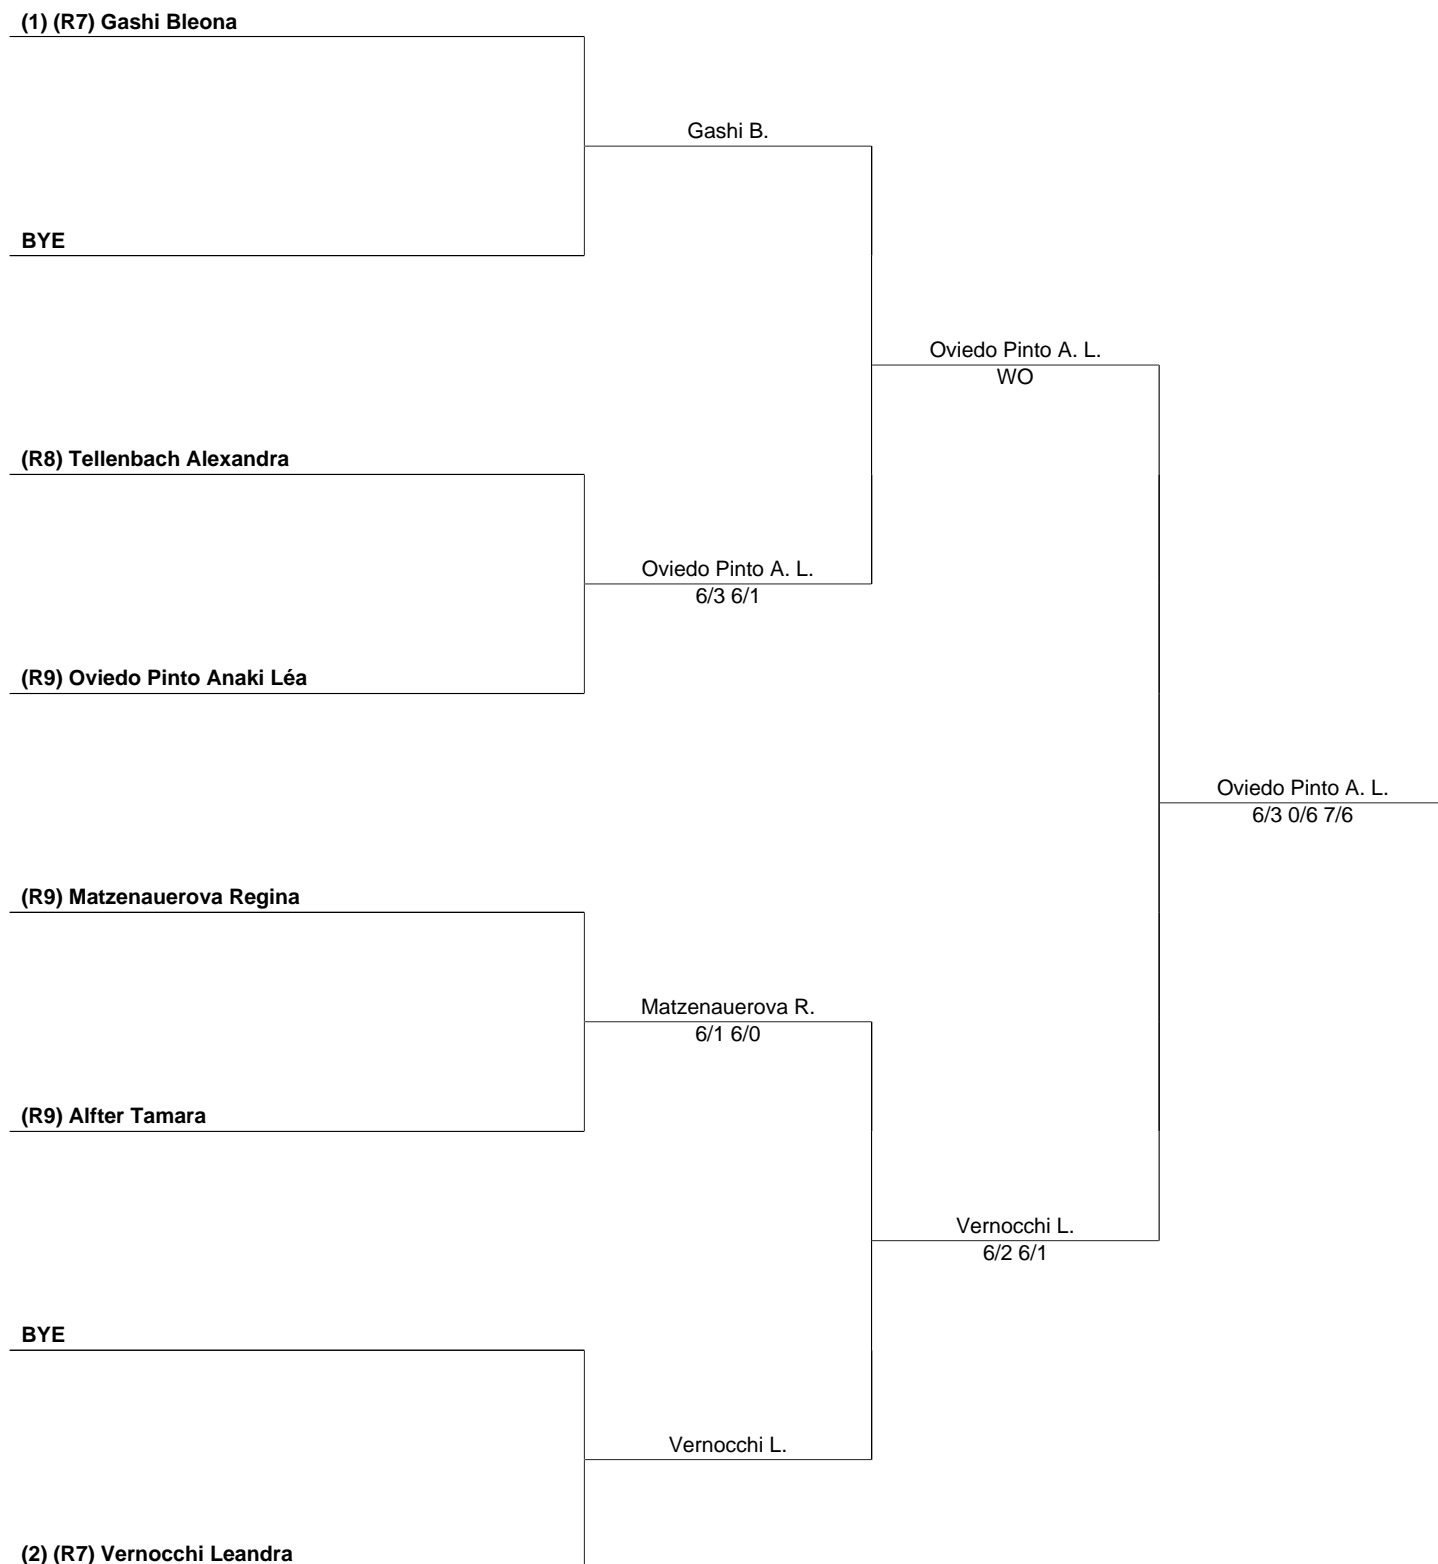 (1) (R7) Gashi Bleona
Gashi B.
BYE
Oviedo Pinto A. L.
WO
(R8) Tellenbach Alexandra
Oviedo Pinto A. L.
6/3 6/1
(R9) Oviedo Pinto Anaki Léa
Oviedo Pinto A. L.
6/3 0/6 7/6
(R9) Matzenauerova Regina
Matzenauerova R.
6/1 6/0
(R9) Alfter Tamara
Vernocchi L.
6/2 6/1
BYE
Vernocchi L.
(2) (R7) Vernocchi Leandra